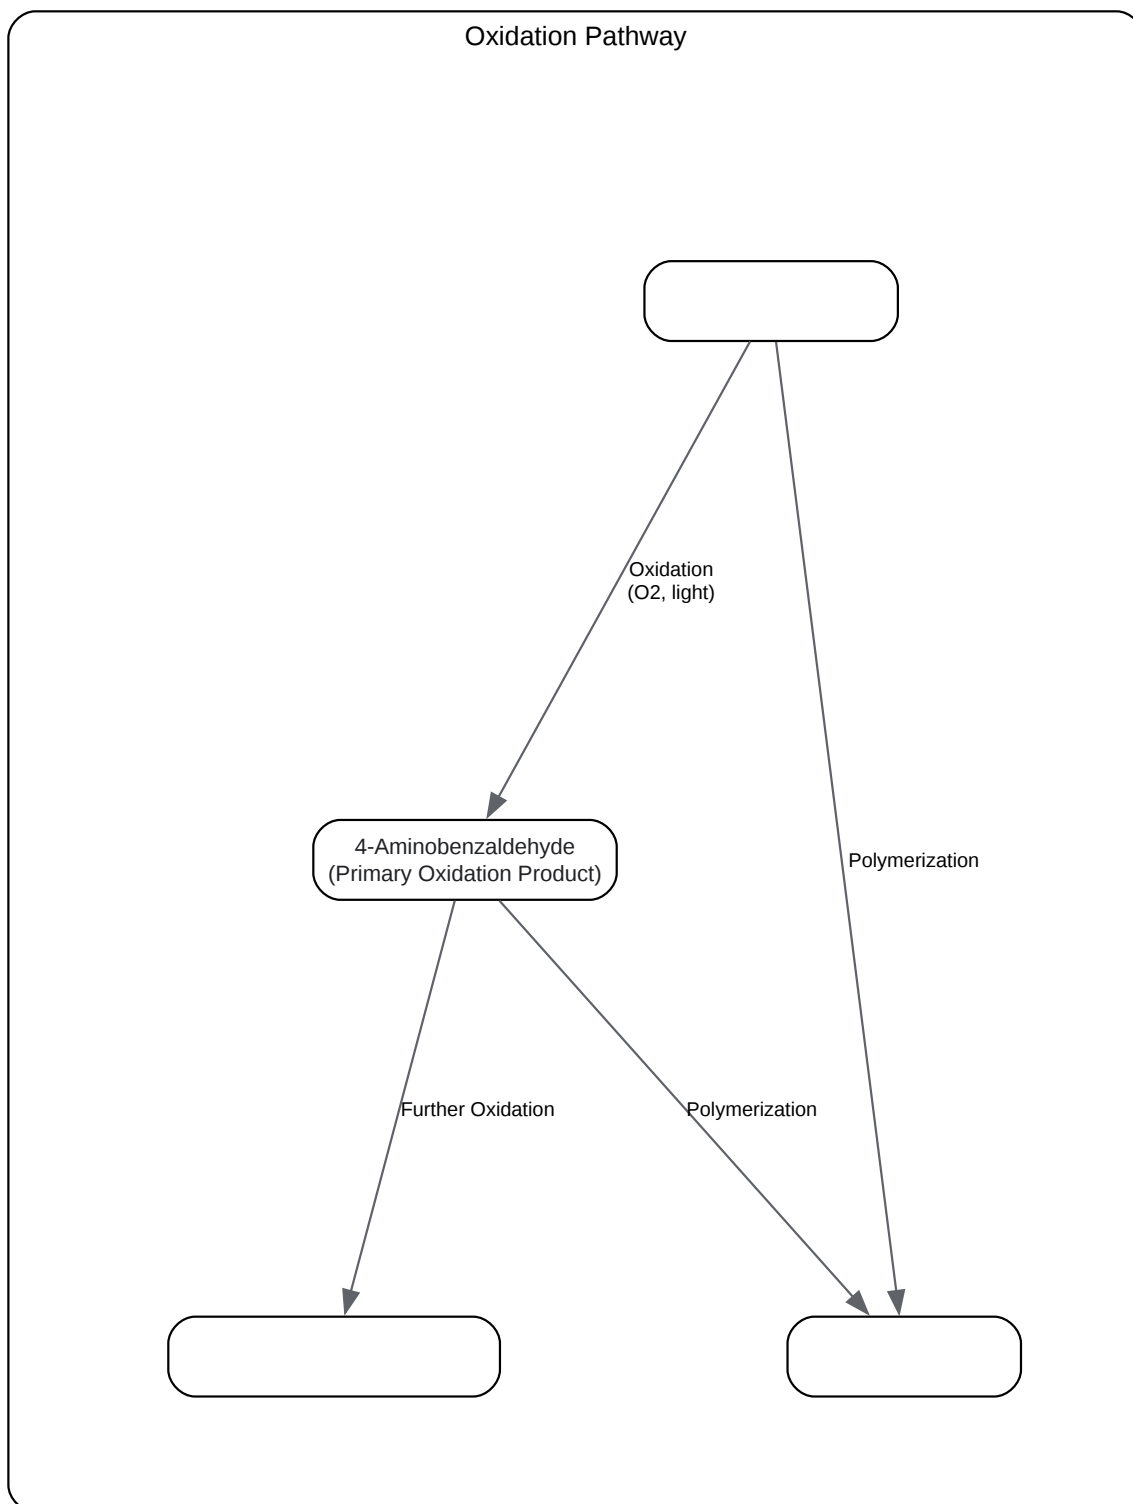 Oxidation Pathway
Oxidation
(O2, light)
4-Aminobenzaldehyde
(Primary Oxidation Product)
Polymerization
Further Oxidation
Polymerization